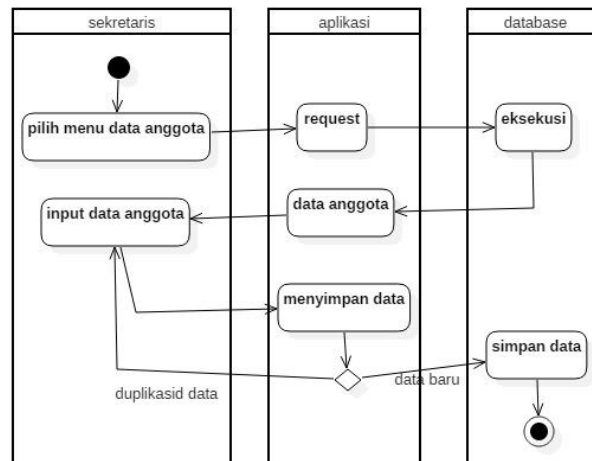 sekretaris
aplikasi
database
pilih menu data anggota
request
eksekusi
input data anggota
data anggota
menyimpan data
simpan data
duplikasid data
data baru